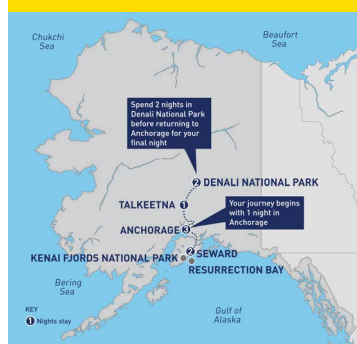 Chukchi
Sea
Beaufort
Sea
Spend 2 nights in
Denali National Park
before returning to
Anchorage for your
final night
2 DENALI NATIONAL PARK
TALKEETNA 1
Your journey begins
with 1 night in
Anchorage
ANCHORAGE 3
2 SEWARD
KENAI FJORDS NATIONAL PARK
RESURRECTION BAY
Bering
Sea
Gulf of
Alaska
KEY
1 Nights stay